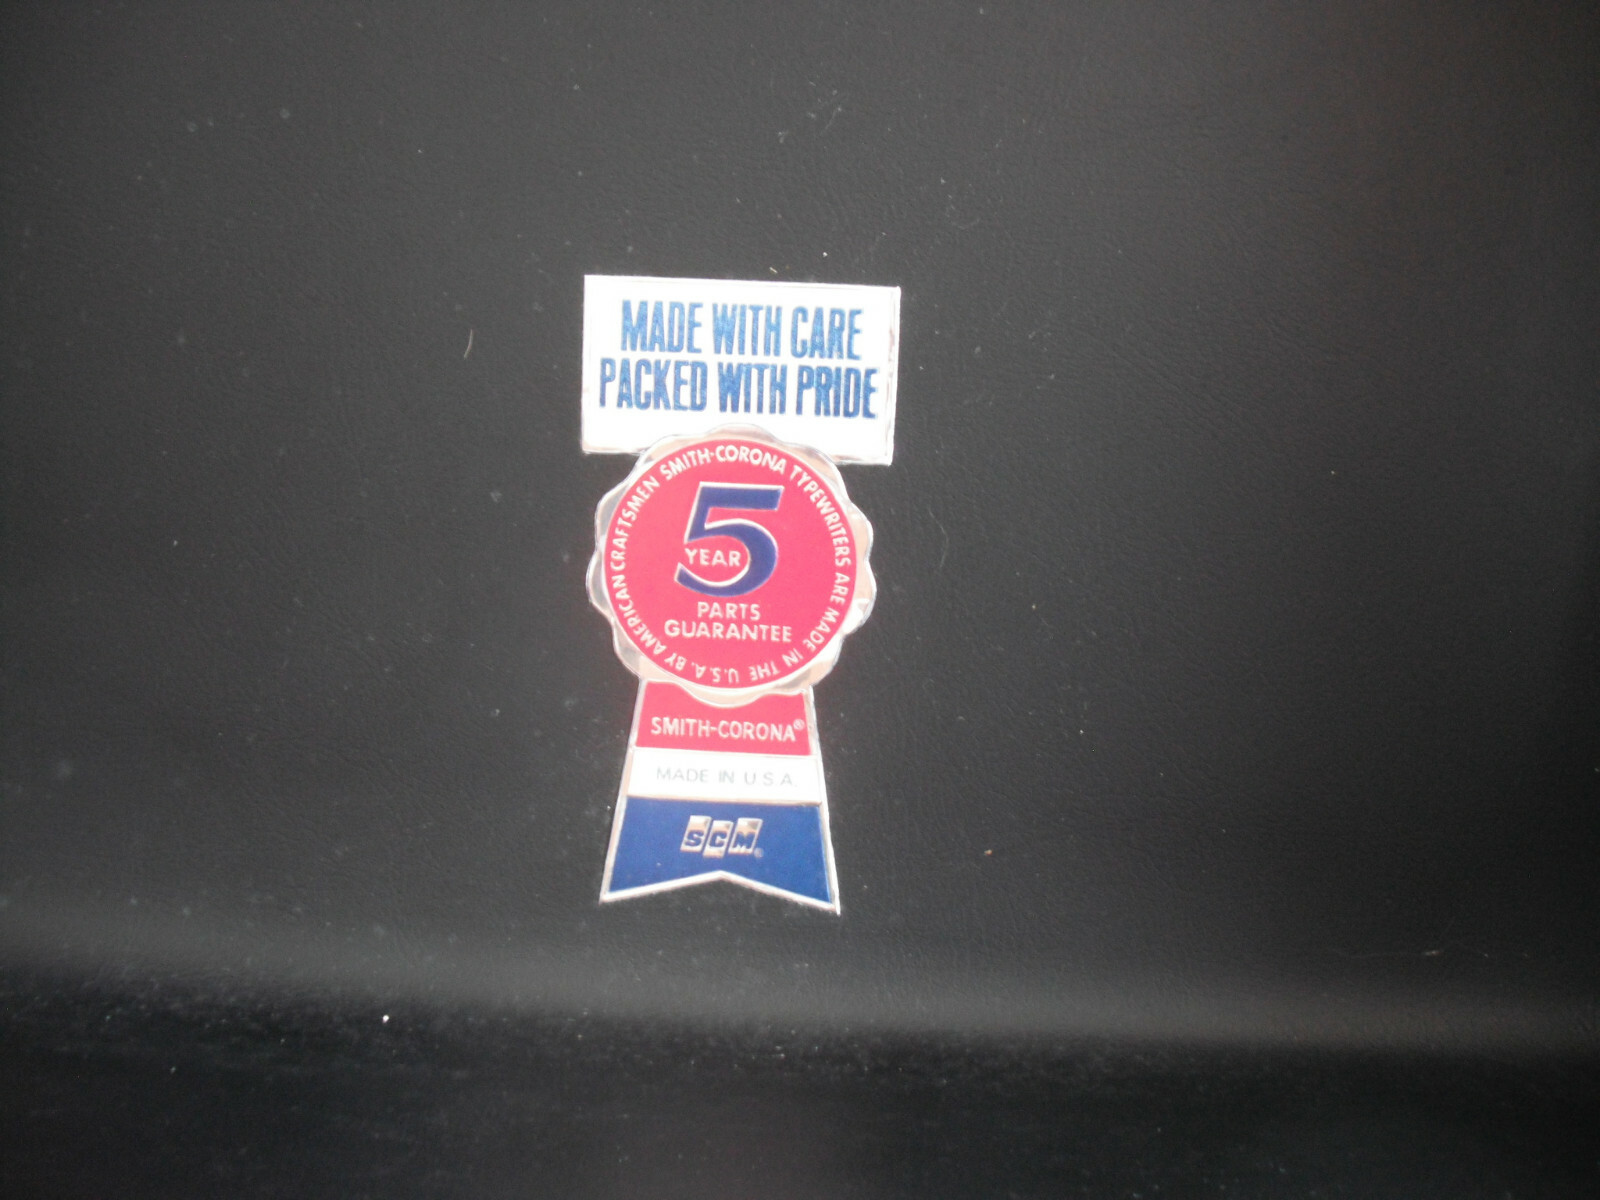 MADE WITH CARE
PACKED WITH PRIDE
SMITH-CORONA TYPEWRITERS ARE MADE IN THE U.S.A. BY AMERICAN CRAFTSMEN
5
YEAR
PARTS
GUARANTEE
SMITH-CORONA®
MADE IN U.S.A.
SCM®